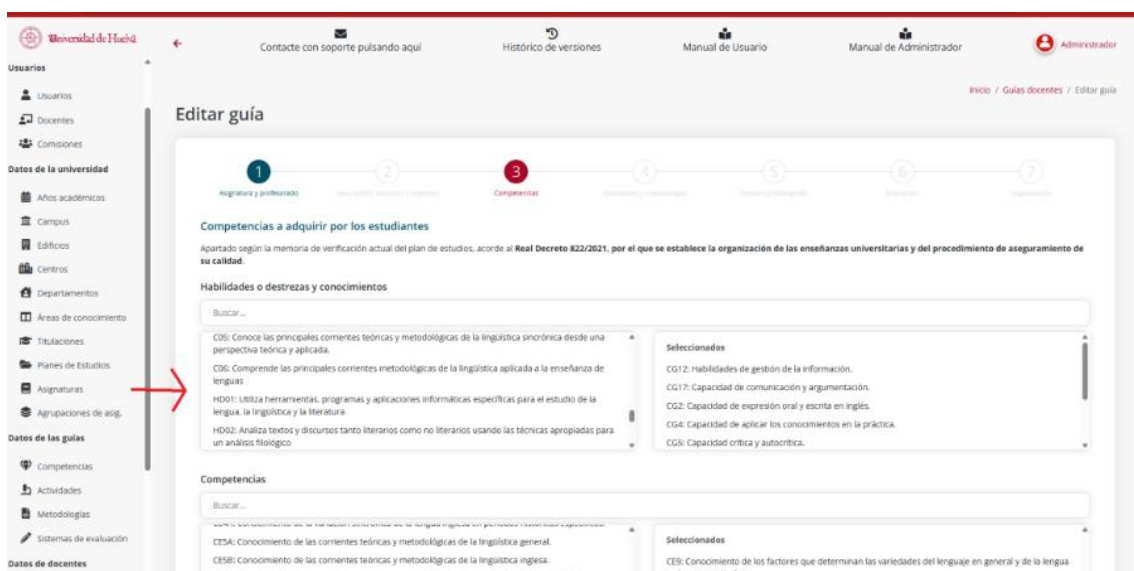 Universidad de Huelva
Contacte con soporte pulsando aquí
Histórico de versiones
Manual de Usuario
Manual de Administrador
Administrador
Usuarios
Usuarios
Docentes
Comisiones
Datos de la universidad
Años académicos
Campus
Edificios
Centros
Departamentos
Áreas de conocimiento
Titulaciones
Planes de Estudios
Asignaturas
Agrupaciones de asig.
Datos de las guías
Competencias
Actividades
Metodologías
Sistemas de evaluación
Datos de docentes
Inicio / Guías docentes / Editar guía
Editar guía
1
2
3
4
5
6
7
Asignatura y profesorado
Competencias
Competencias a adquirir por los estudiantes
Apartado según la memoria de verificación actual del plan de estudios, acorde al Real Decreto 822/2021, por el que se establece la organización de las enseñanzas universitarias y del procedimiento de aseguramiento de
su calidad.
Habilidades o destrezas y conocimientos
Buscar...
C05: Conoce las principales corrientes teóricas y metodológicas de la lingüística sincrónica desde una
perspectiva teórica y aplicada.
C06: Comprende las principales corrientes metodológicas de la lingüística aplicada a la enseñanza de
lenguas
HD01: Utiliza herramientas, programas y aplicaciones informáticas específicas para el estudio de la
lengua, la lingüística y la literatura
HD02: Analiza textos y discursos tanto literarios como no literarios usando las técnicas apropiadas para
un análisis filológico
Seleccionados
CG12: Habilidades de gestión de la información.
CG17: Capacidad de comunicación y argumentación.
CG2: Capacidad de expresión oral y escrita en inglés.
CG4: Capacidad de aplicar los conocimientos en la práctica.
CG5: Capacidad crítica y autocrítica.
Competencias
Buscar...
CE5A: Conocimiento de las corrientes teóricas y metodológicas de la lingüística general.
CE5B: Conocimiento de las corrientes teóricas y metodológicas de la lingüística inglesa.
Seleccionados
CE9: Conocimiento de los factores que determinan las variedades del lenguaje en general y de la lengua